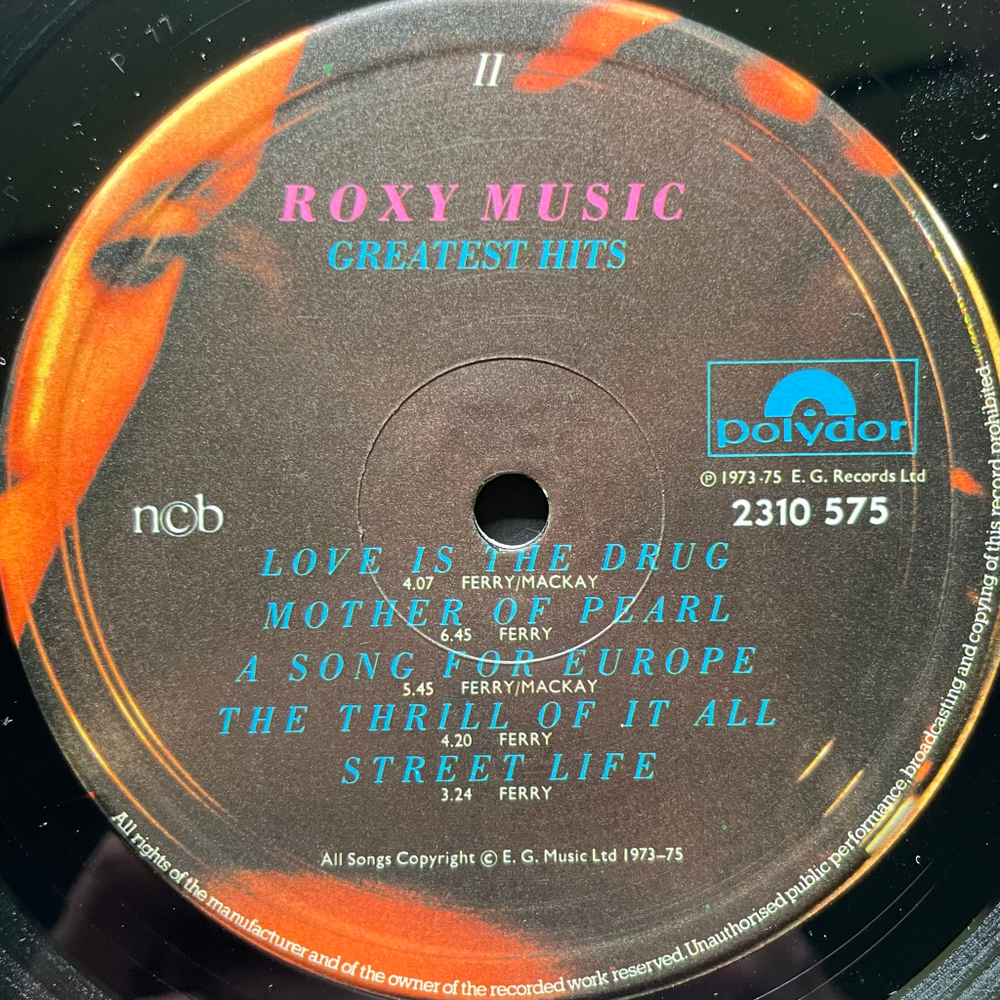 II
ROXY MUSIC
GREATEST HITS
polydor
℗ 1973-75 E. G. Records Ltd
2310 575
n©b
LOVE IS THE DRUG
4.07 FERRY/MACKAY
MOTHER OF PEARL
6.45 FERRY
A SONG FOR EUROPE
5.45 FERRY/MACKAY
THE THRILL OF IT ALL
4.20 FERRY
STREET LIFE
3.24 FERRY
All Songs Copyright © E. G. Music Ltd 1973–75
All rights of the manufacturer and of the owner of the recorded work reserved. Unauthorised public performance, broadcasting and copying of this record prohibited.
P 77